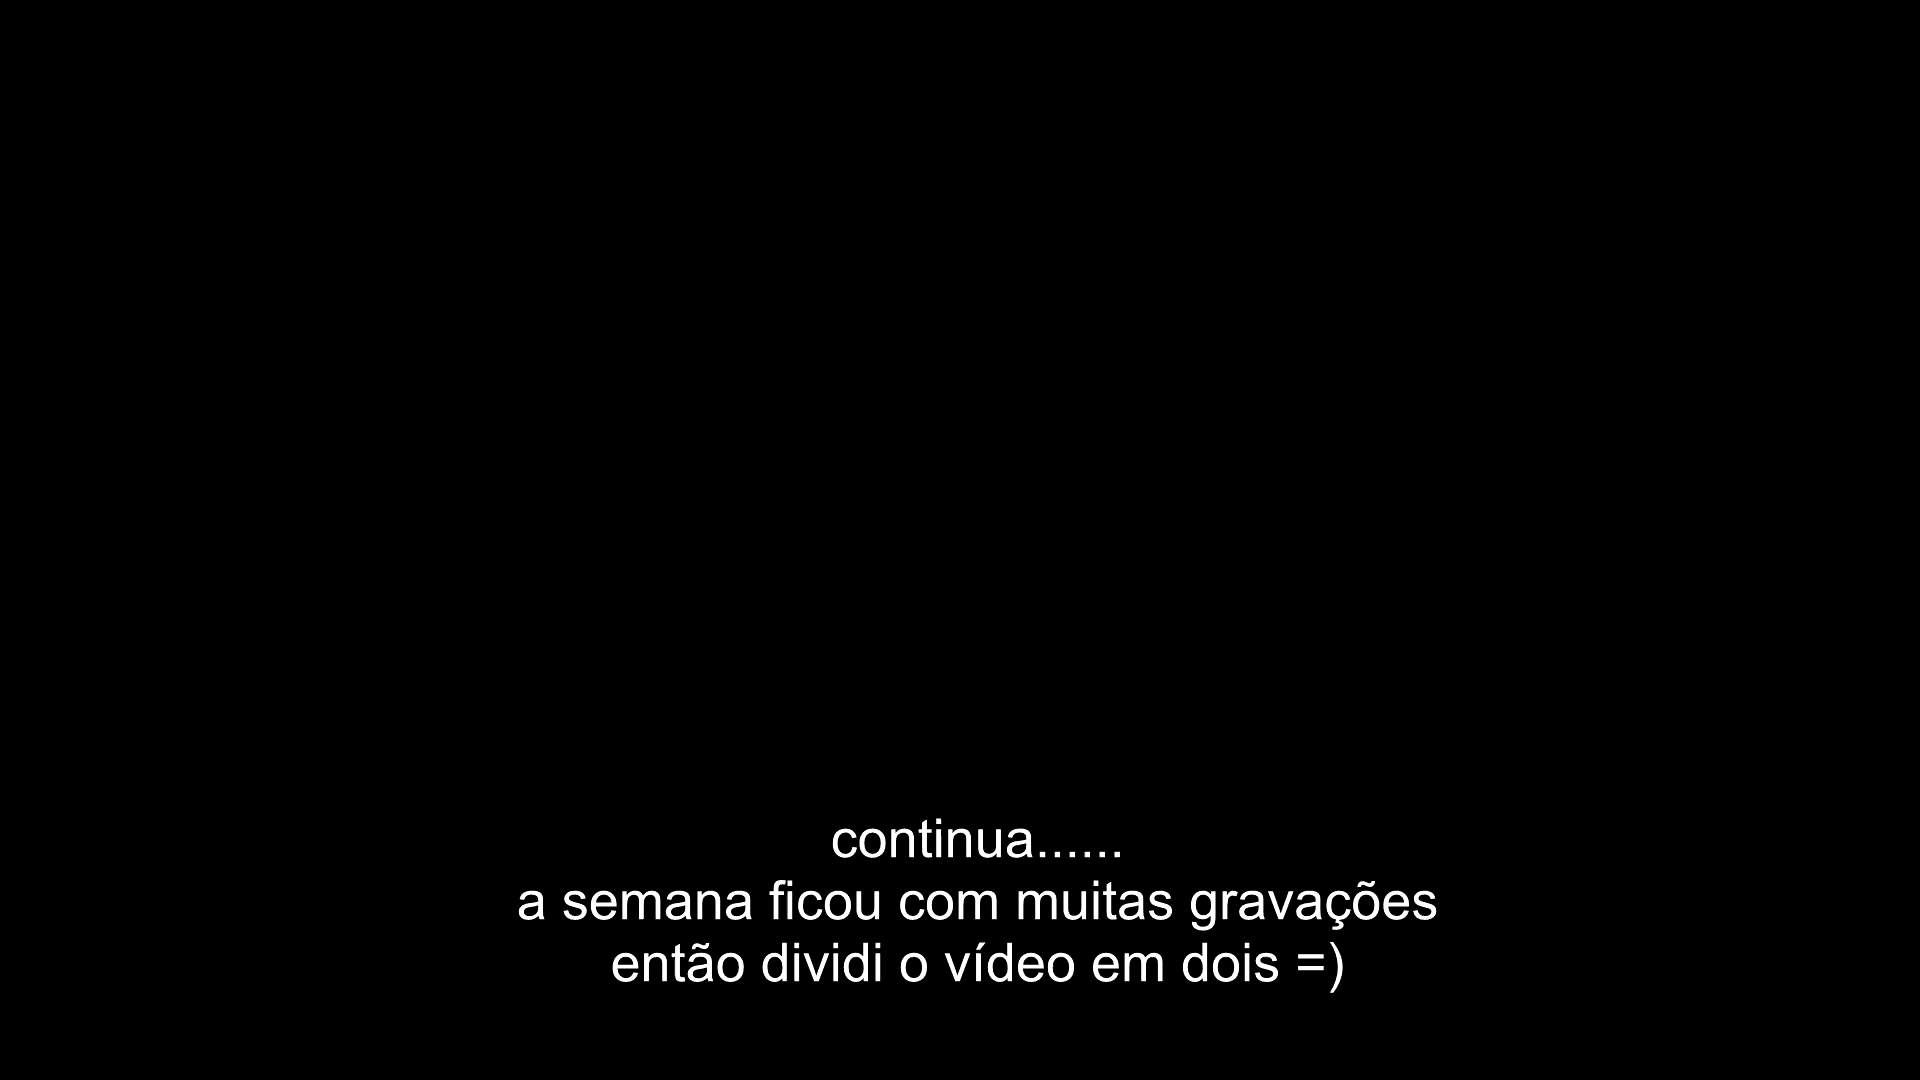 continua......
a semana ficou com muitas gravações
então dividi o vídeo em dois =)